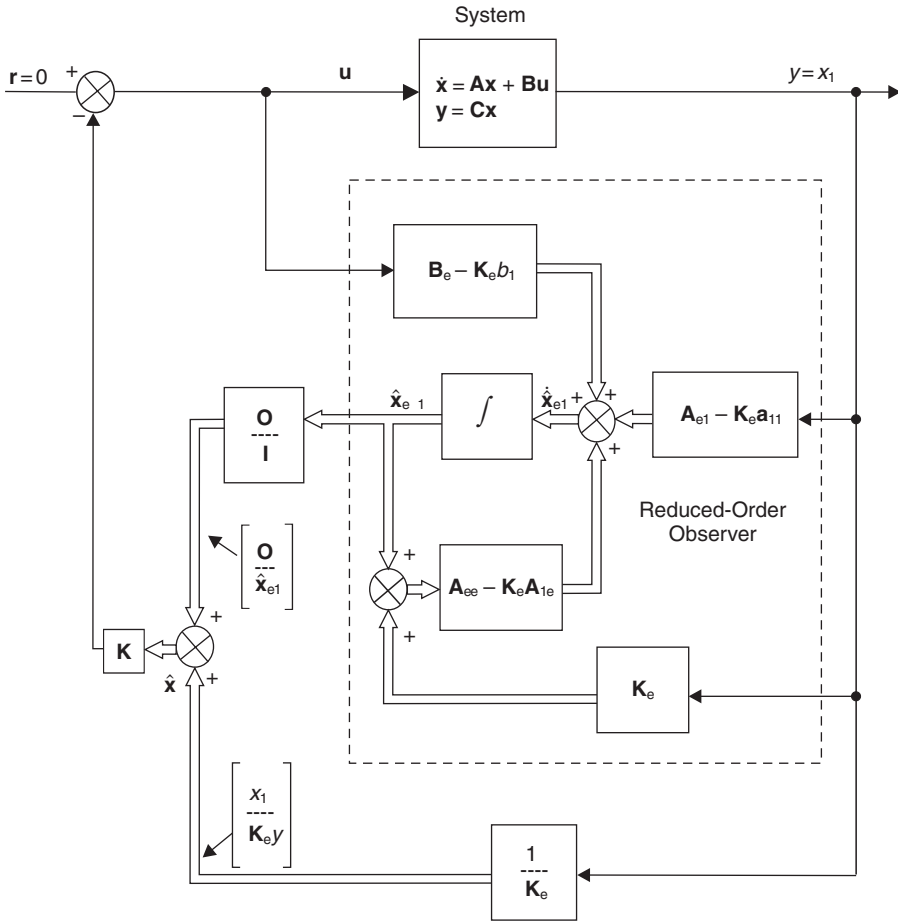 System
r = 0
+
−
u
ẋ = Ax + Bu
y = Cx
y = x₁
Bₑ − Kₑb₁
O
----
I
x̂ₑ ₁
∫
x̂̇ₑ₁
+
+
+
Aₑ₁ − Kₑa₁₁
Reduced-Order
Observer
O
----
x̂ₑ₁
+
Aₑₑ − KₑA₁ₑ
+
Kₑ
K
x̂
+
+
x₁
----
Kₑy
1
----
Kₑ